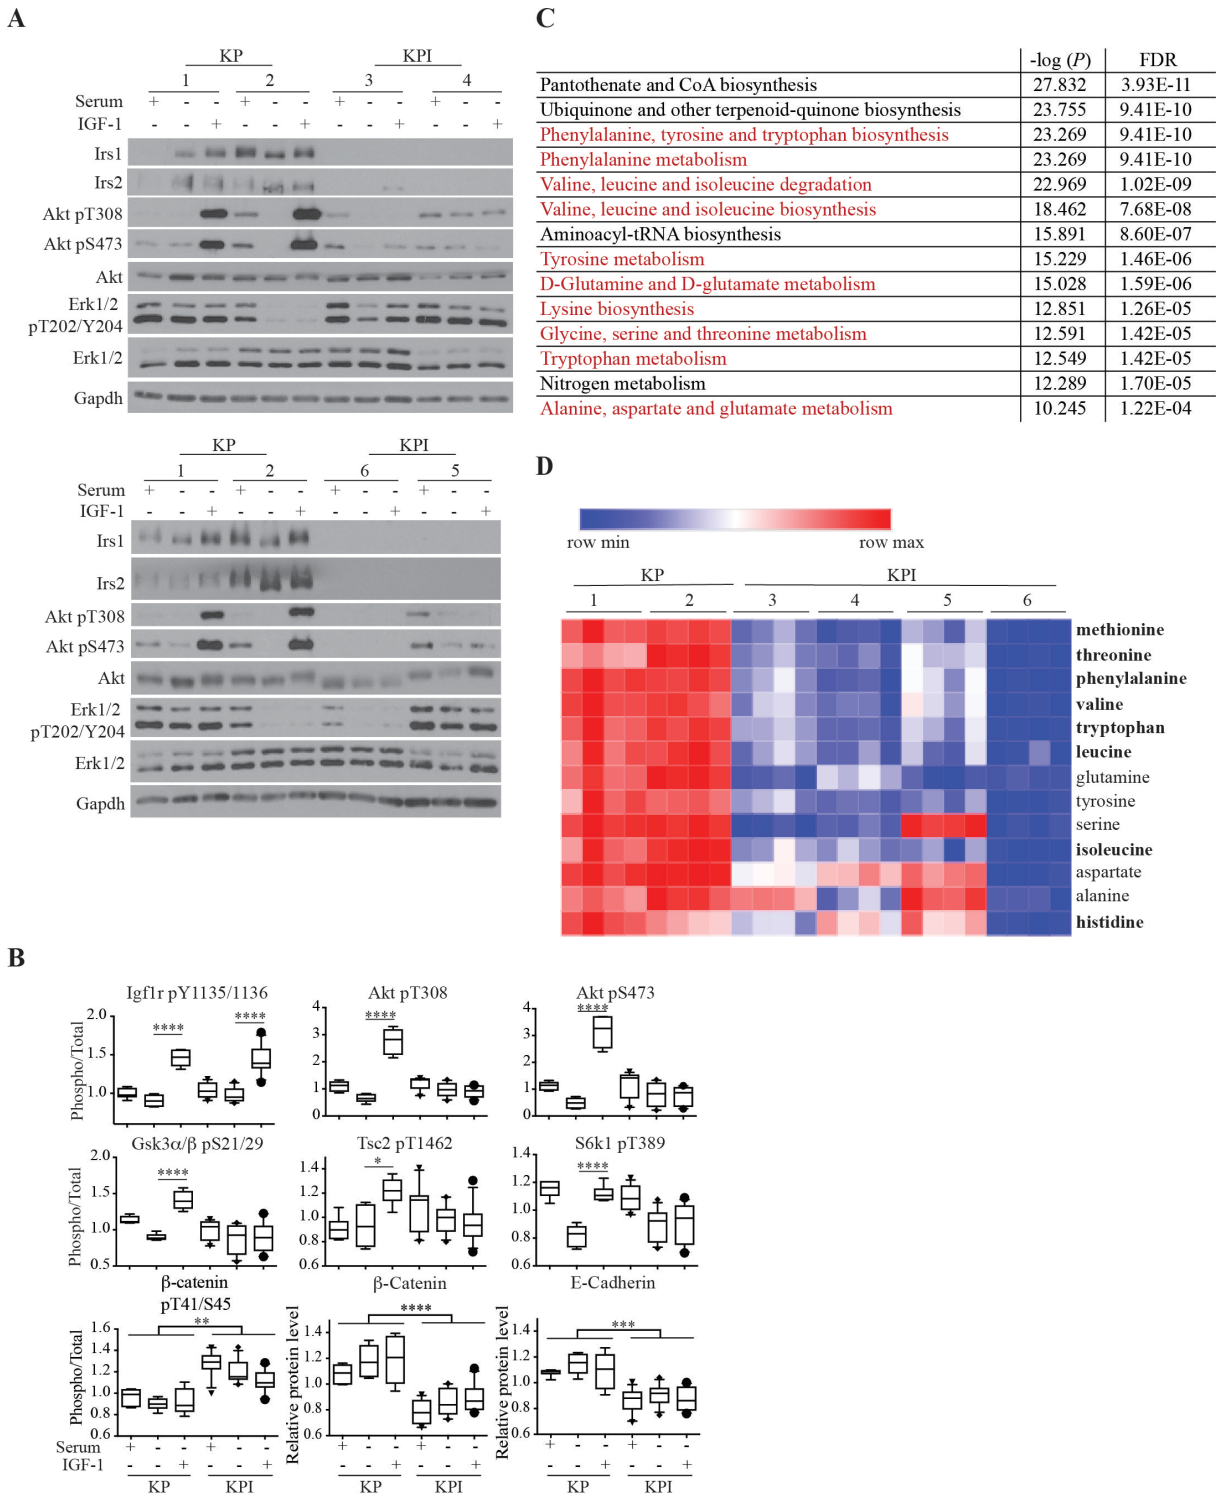 A
KP KPI
1 2 3 4
Serum + - - + - - + - - + - -
IGF-1 - - + - - + - - + - - +
Irs1
Irs2
Akt pT308
Akt pS473
Akt
Erk1/2
pT202/Y204
Erk1/2
Gapdh
KP KPI
1 2 6 5
Serum + - - + - - + - - + - -
IGF-1 - - + - - + - - + - - +
Irs1
Irs2
Akt pT308
Akt pS473
Akt
Erk1/2
pT202/Y204
Erk1/2
Gapdh
C
-log (P) FDR
Pantothenate and CoA biosynthesis 27.832 3.93E-11
Ubiquinone and other terpenoid-quinone biosynthesis 23.755 9.41E-10
Phenylalanine, tyrosine and tryptophan biosynthesis 23.269 9.41E-10
Phenylalanine metabolism 23.269 9.41E-10
Valine, leucine and isoleucine degradation 22.969 1.02E-09
Valine, leucine and isoleucine biosynthesis 18.462 7.68E-08
Aminoacyl-tRNA biosynthesis 15.891 8.60E-07
Tyrosine metabolism 15.229 1.46E-06
D-Glutamine and D-glutamate metabolism 15.028 1.59E-06
Lysine biosynthesis 12.851 1.26E-05
Glycine, serine and threonine metabolism 12.591 1.42E-05
Tryptophan metabolism 12.549 1.42E-05
Nitrogen metabolism 12.289 1.70E-05
Alanine, aspartate and glutamate metabolism 10.245 1.22E-04
D
row min row max
KP KPI
1 2 3 4 5 6
methionine
threonine
phenylalanine
valine
tryptophan
leucine
glutamine
tyrosine
serine
isoleucine
aspartate
alanine
histidine
B
Igf1r pY1135/1136 Akt pT308 Akt pS473
Phospho/Total
2.0
1.5
1.0
**** ****
4
3
2
1
0
****
4
3
2
1
0
****
Gsk3α/β pS21/29 Tsc2 pT1462 S6k1 pT389
Phospho/Total
2.0
1.5
1.0
0.5
****
1.4
1.2
1.0
0.8
0.6
*
1.4
1.2
1.0
0.8
0.6
****
β-catenin
pT41/S45
β-Catenin E-Cadherin
Phospho/Total
1.6
1.4
1.2
1.0
0.8
0.6
**
Relative protein level
1.4
1.2
1.0
0.8
0.6
****
Relative protein level
1.4
1.2
1.0
0.8
0.6
***
Serum + - - + - - + - - + - - + - - + - -
IGF-1 - - + - - + - - + - - + - - + - - +
KP KPI KP KPI KP KPI